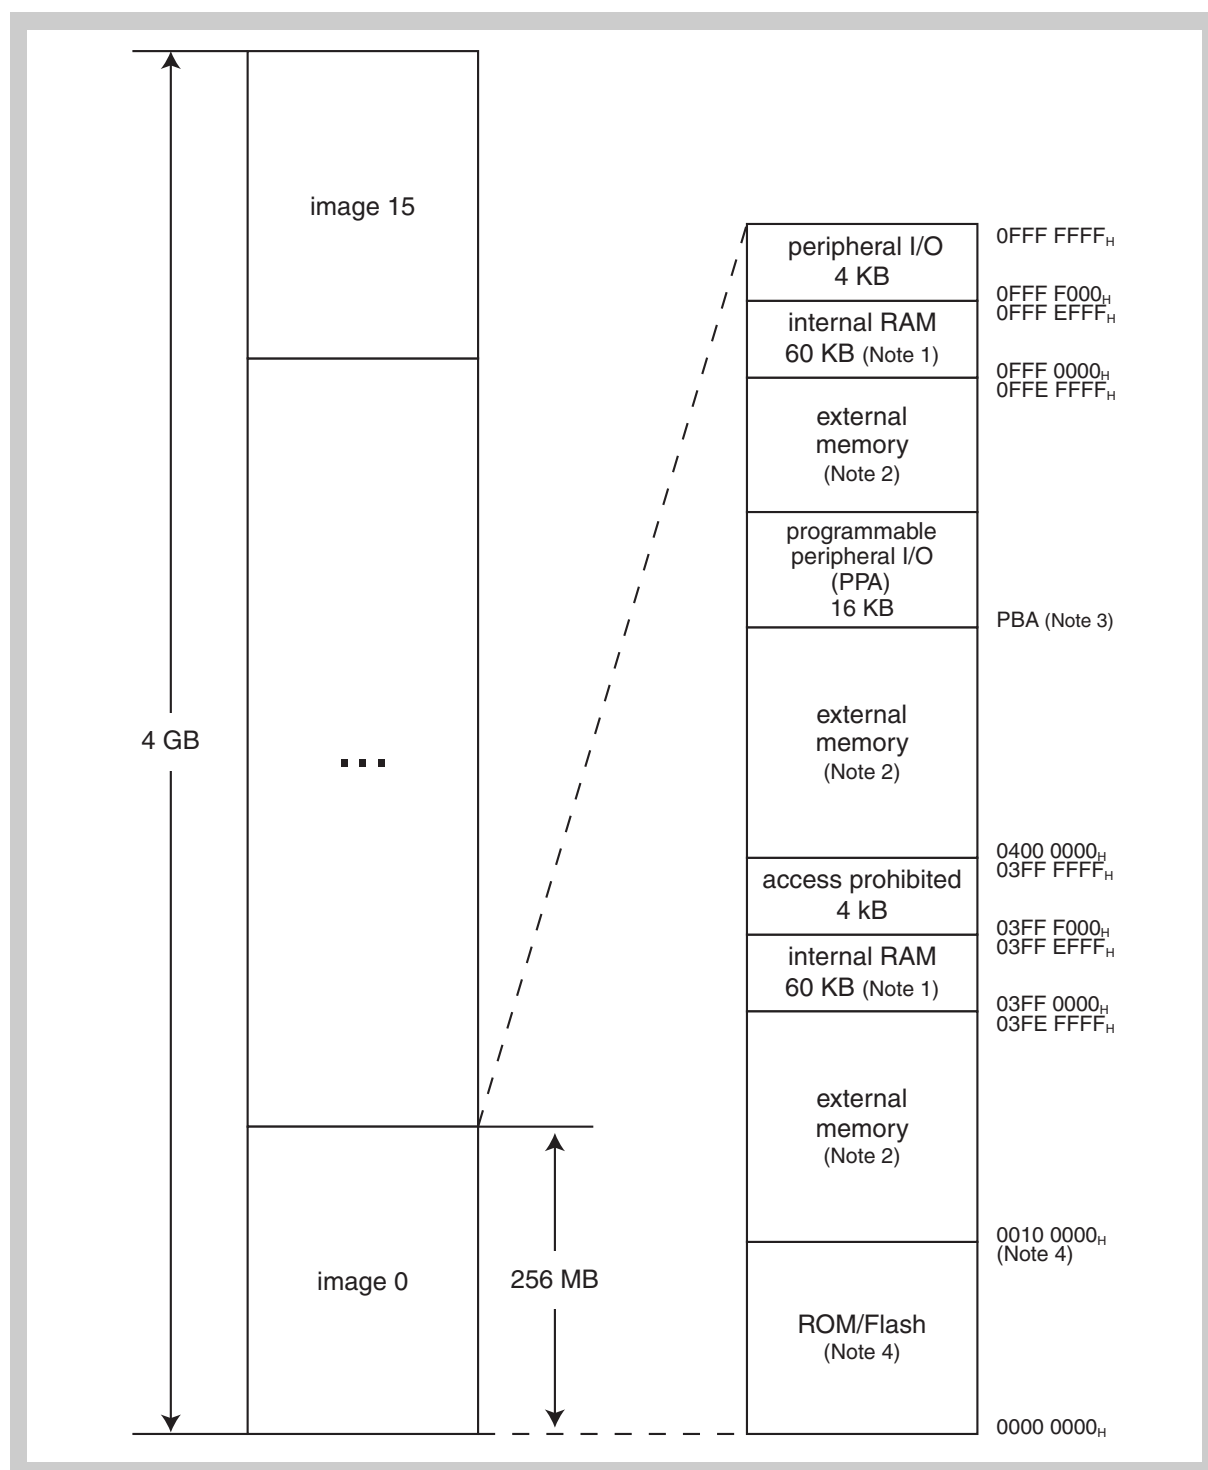 image 15
4 GB
...
image 0
256 MB
peripheral I/O
4 KB
internal RAM
60 KB (Note 1)
external
memory
(Note 2)
programmable
peripheral I/O
(PPA)
16 KB
external
memory
(Note 2)
access prohibited
4 kB
internal RAM
60 KB (Note 1)
external
memory
(Note 2)
ROM/Flash
(Note 4)
0FFF FFFFH
0FFF F000H
0FFF EFFFH
0FFF 0000H
0FFE FFFFH
PBA (Note 3)
0400 0000H
03FF FFFFH
03FF F000H
03FF EFFFH
03FF 0000H
03FE FFFFH
0010 0000H
(Note 4)
0000 0000H